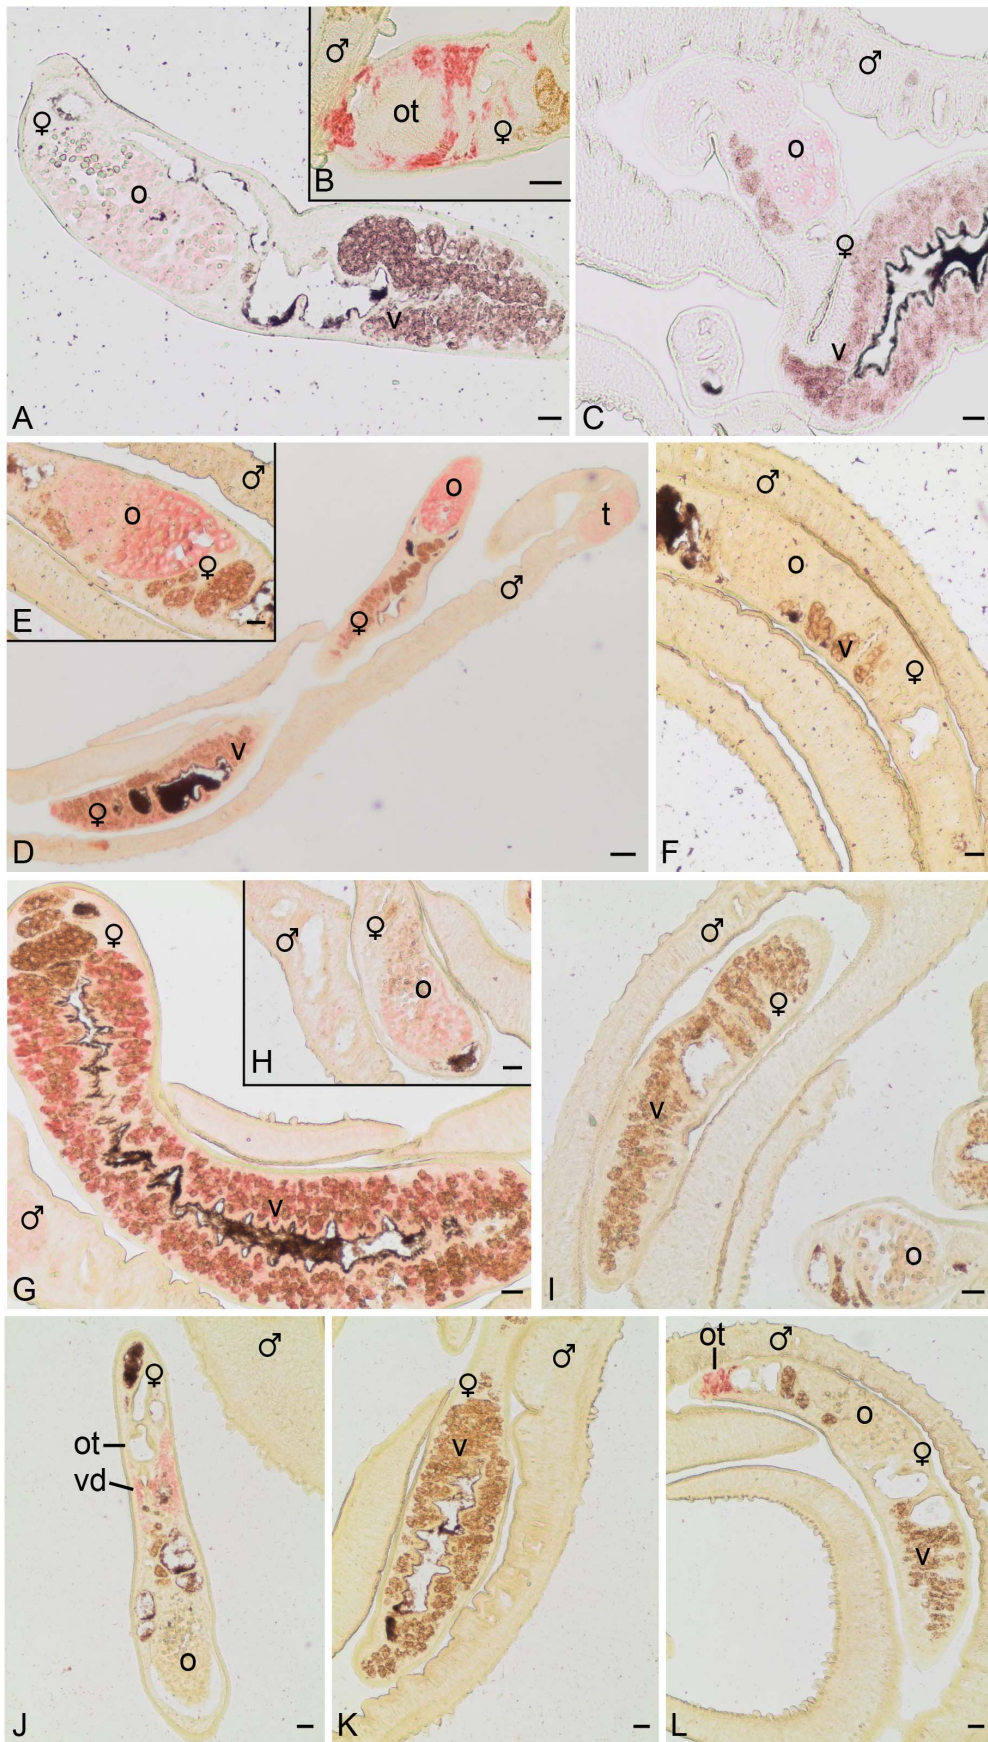 ♀
o
v
A
♂
ot
♀
B
♂
o
♀
v
C
♂
o
♀
E
o
t
♂
♀
v
♀
D
♂
o
v
♀
F
♀
v
♂
G
♂
♀
o
H
♂
♀
v
o
I
♂
♀
ot
vd
o
J
♀
♂
v
K
ot
♂
o
♀
v
L